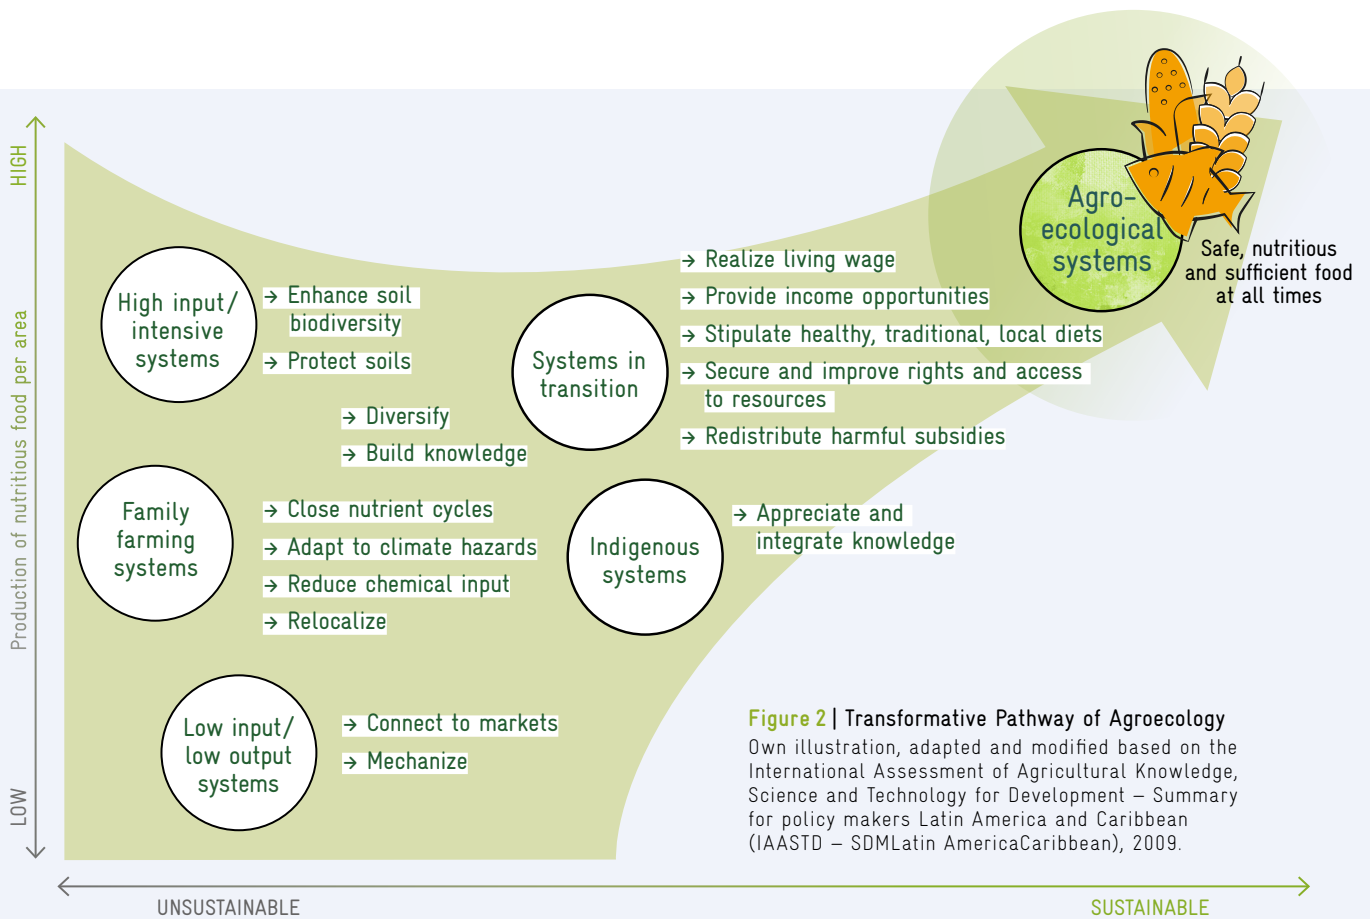 HIGH
Production of nutritious food per area
LOW
High input/
intensive
systems
→ Enhance soil
biodiversity
→ Protect soils
→ Diversify
→ Build knowledge
Family
farming
systems
→ Close nutrient cycles
→ Adapt to climate hazards
→ Reduce chemical input
→ Relocalize
Low input/
low output
systems
→ Connect to markets
→ Mechanize
Systems in
transition
→ Realize living wage
→ Provide income opportunities
→ Stipulate healthy, traditional, local diets
→ Secure and improve rights and access
to resources
→ Redistribute harmful subsidies
Indigenous
systems
→ Appreciate and
integrate knowledge
Agro-
ecological
systems
Safe, nutritious
and sufficient food
at all times
Figure 2 | Transformative Pathway of Agroecology
Own illustration, adapted and modified based on the
International Assessment of Agricultural Knowledge,
Science and Technology for Development – Summary
for policy makers Latin America and Caribbean
(IAASTD – SDMLatin AmericaCaribbean), 2009.
UNSUSTAINABLE
SUSTAINABLE